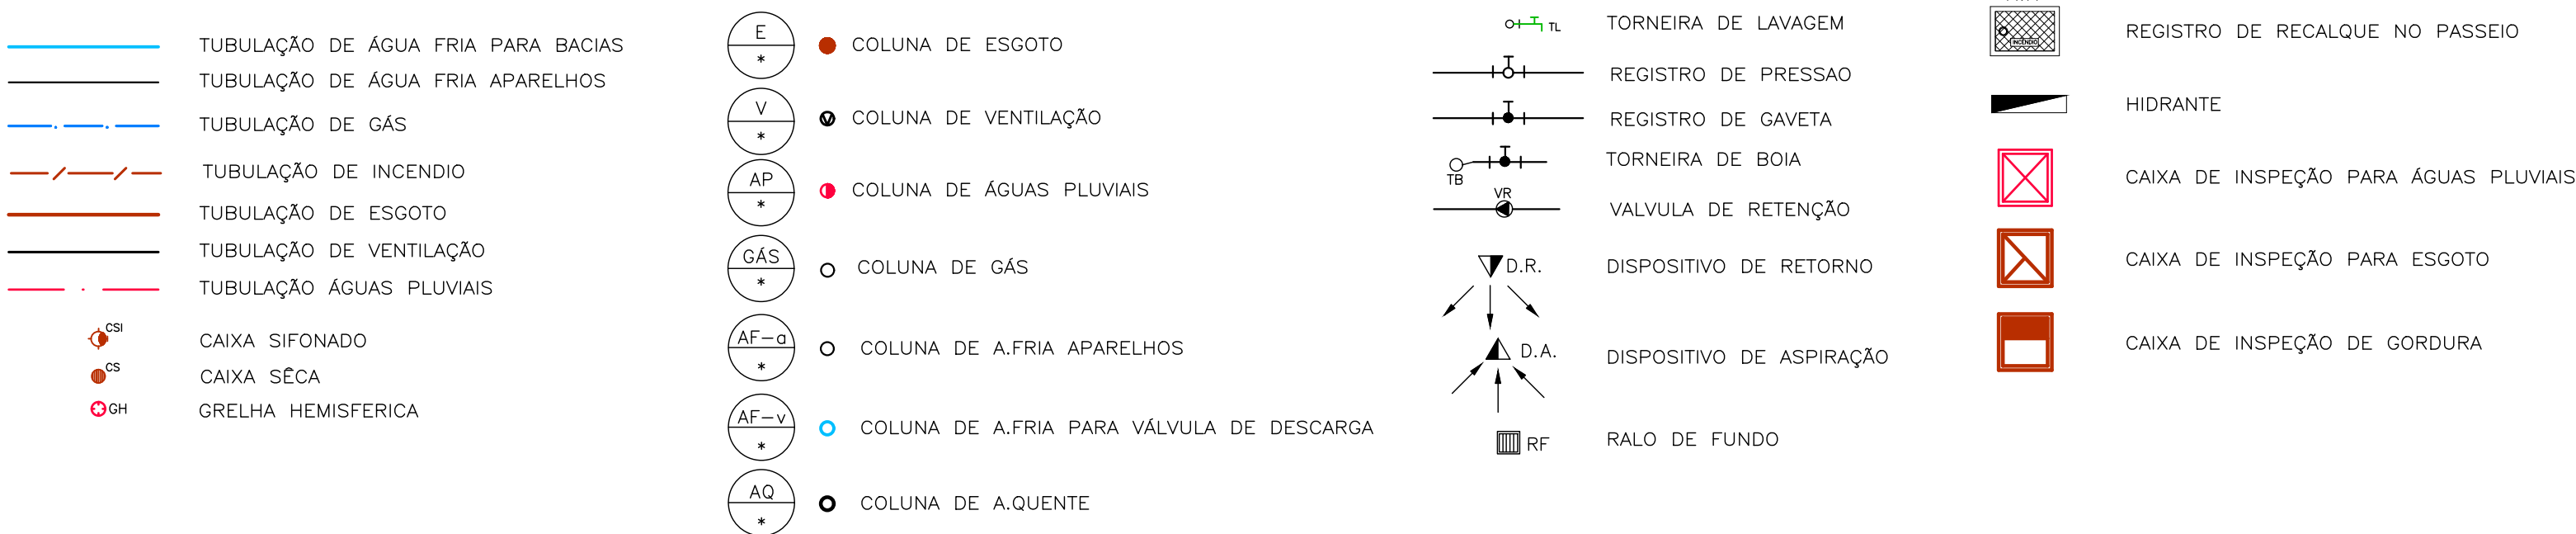 TUBULAÇÃO DE ÁGUA FRIA PARA BACIAS
TUBULAÇÃO DE ÁGUA FRIA APARELHOS
TUBULAÇÃO DE GÁS
TUBULAÇÃO DE INCENDIO
TUBULAÇÃO DE ESGOTO
TUBULAÇÃO DE VENTILAÇÃO
TUBULAÇÃO ÁGUAS PLUVIAIS
CSI CAIXA SIFONADO
CS CAIXA SÊCA
GH GRELHA HEMISFERICA
E
*
COLUNA DE ESGOTO
V
*
V COLUNA DE VENTILAÇÃO
AP
*
COLUNA DE ÁGUAS PLUVIAIS
GÁS
*
COLUNA DE GÁS
AF-a
*
COLUNA DE A.FRIA APARELHOS
AF-v
*
COLUNA DE A.FRIA PARA VÁLVULA DE DESCARGA
AQ
*
COLUNA DE A.QUENTE
TL TORNEIRA DE LAVAGEM
REGISTRO DE PRESSAO
REGISTRO DE GAVETA
TB TORNEIRA DE BOIA
VR VALVULA DE RETENÇÃO
D.R. DISPOSITIVO DE RETORNO
D.A. DISPOSITIVO DE ASPIRAÇÃO
RF RALO DE FUNDO
INCÊNDIO
REGISTRO DE RECALQUE NO PASSEIO
HIDRANTE
CAIXA DE INSPEÇÃO PARA ÁGUAS PLUVIAIS
CAIXA DE INSPEÇÃO PARA ESGOTO
CAIXA DE INSPEÇÃO DE GORDURA